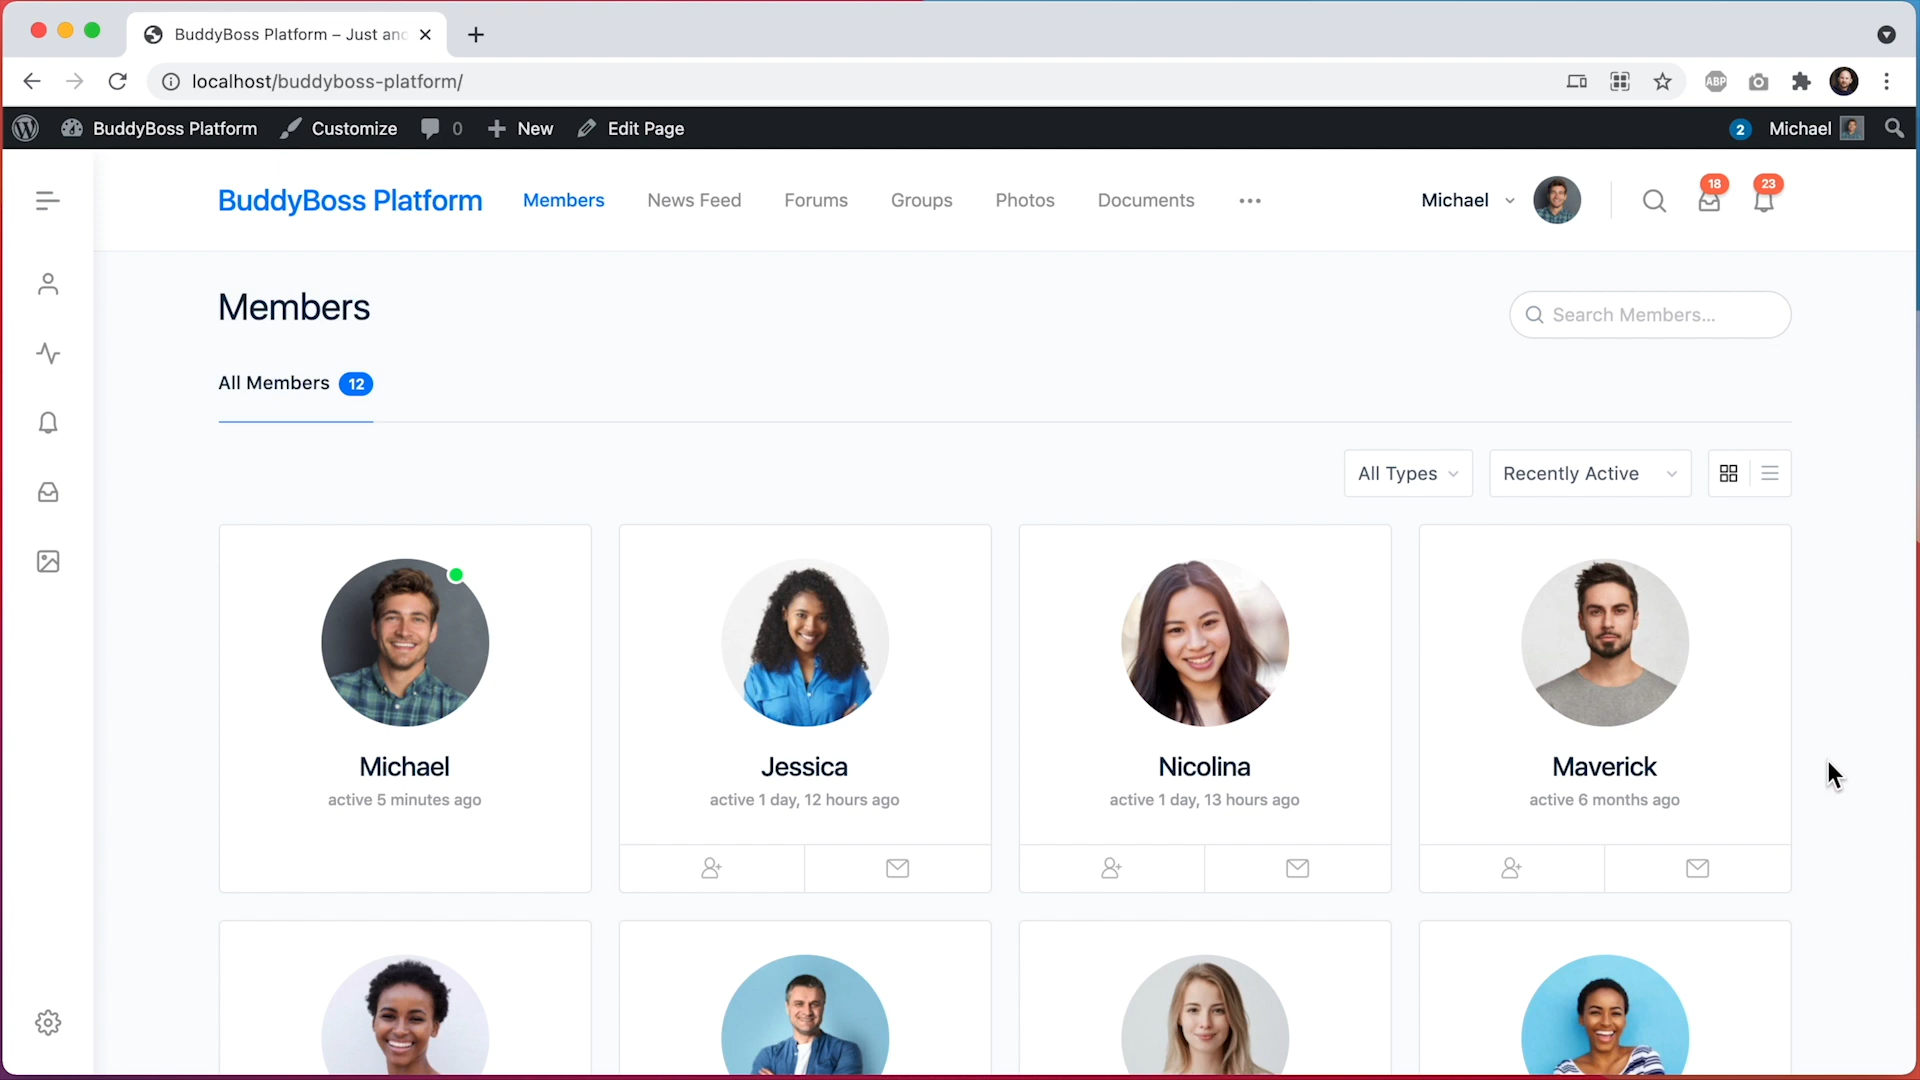 BuddyBoss Platform – Just an
localhost/buddyboss-platform/
ABP
BuddyBoss Platform Customize 0 New Edit Page 2 Michael
BuddyBoss Platform Members News Feed Forums Groups Photos Documents Michael 18 23
Members
Search Members...
All Members 12
All Types Recently Active
Michael Jessica Nicolina Maverick
active 5 minutes ago active 1 day, 12 hours ago active 1 day, 13 hours ago active 6 months ago